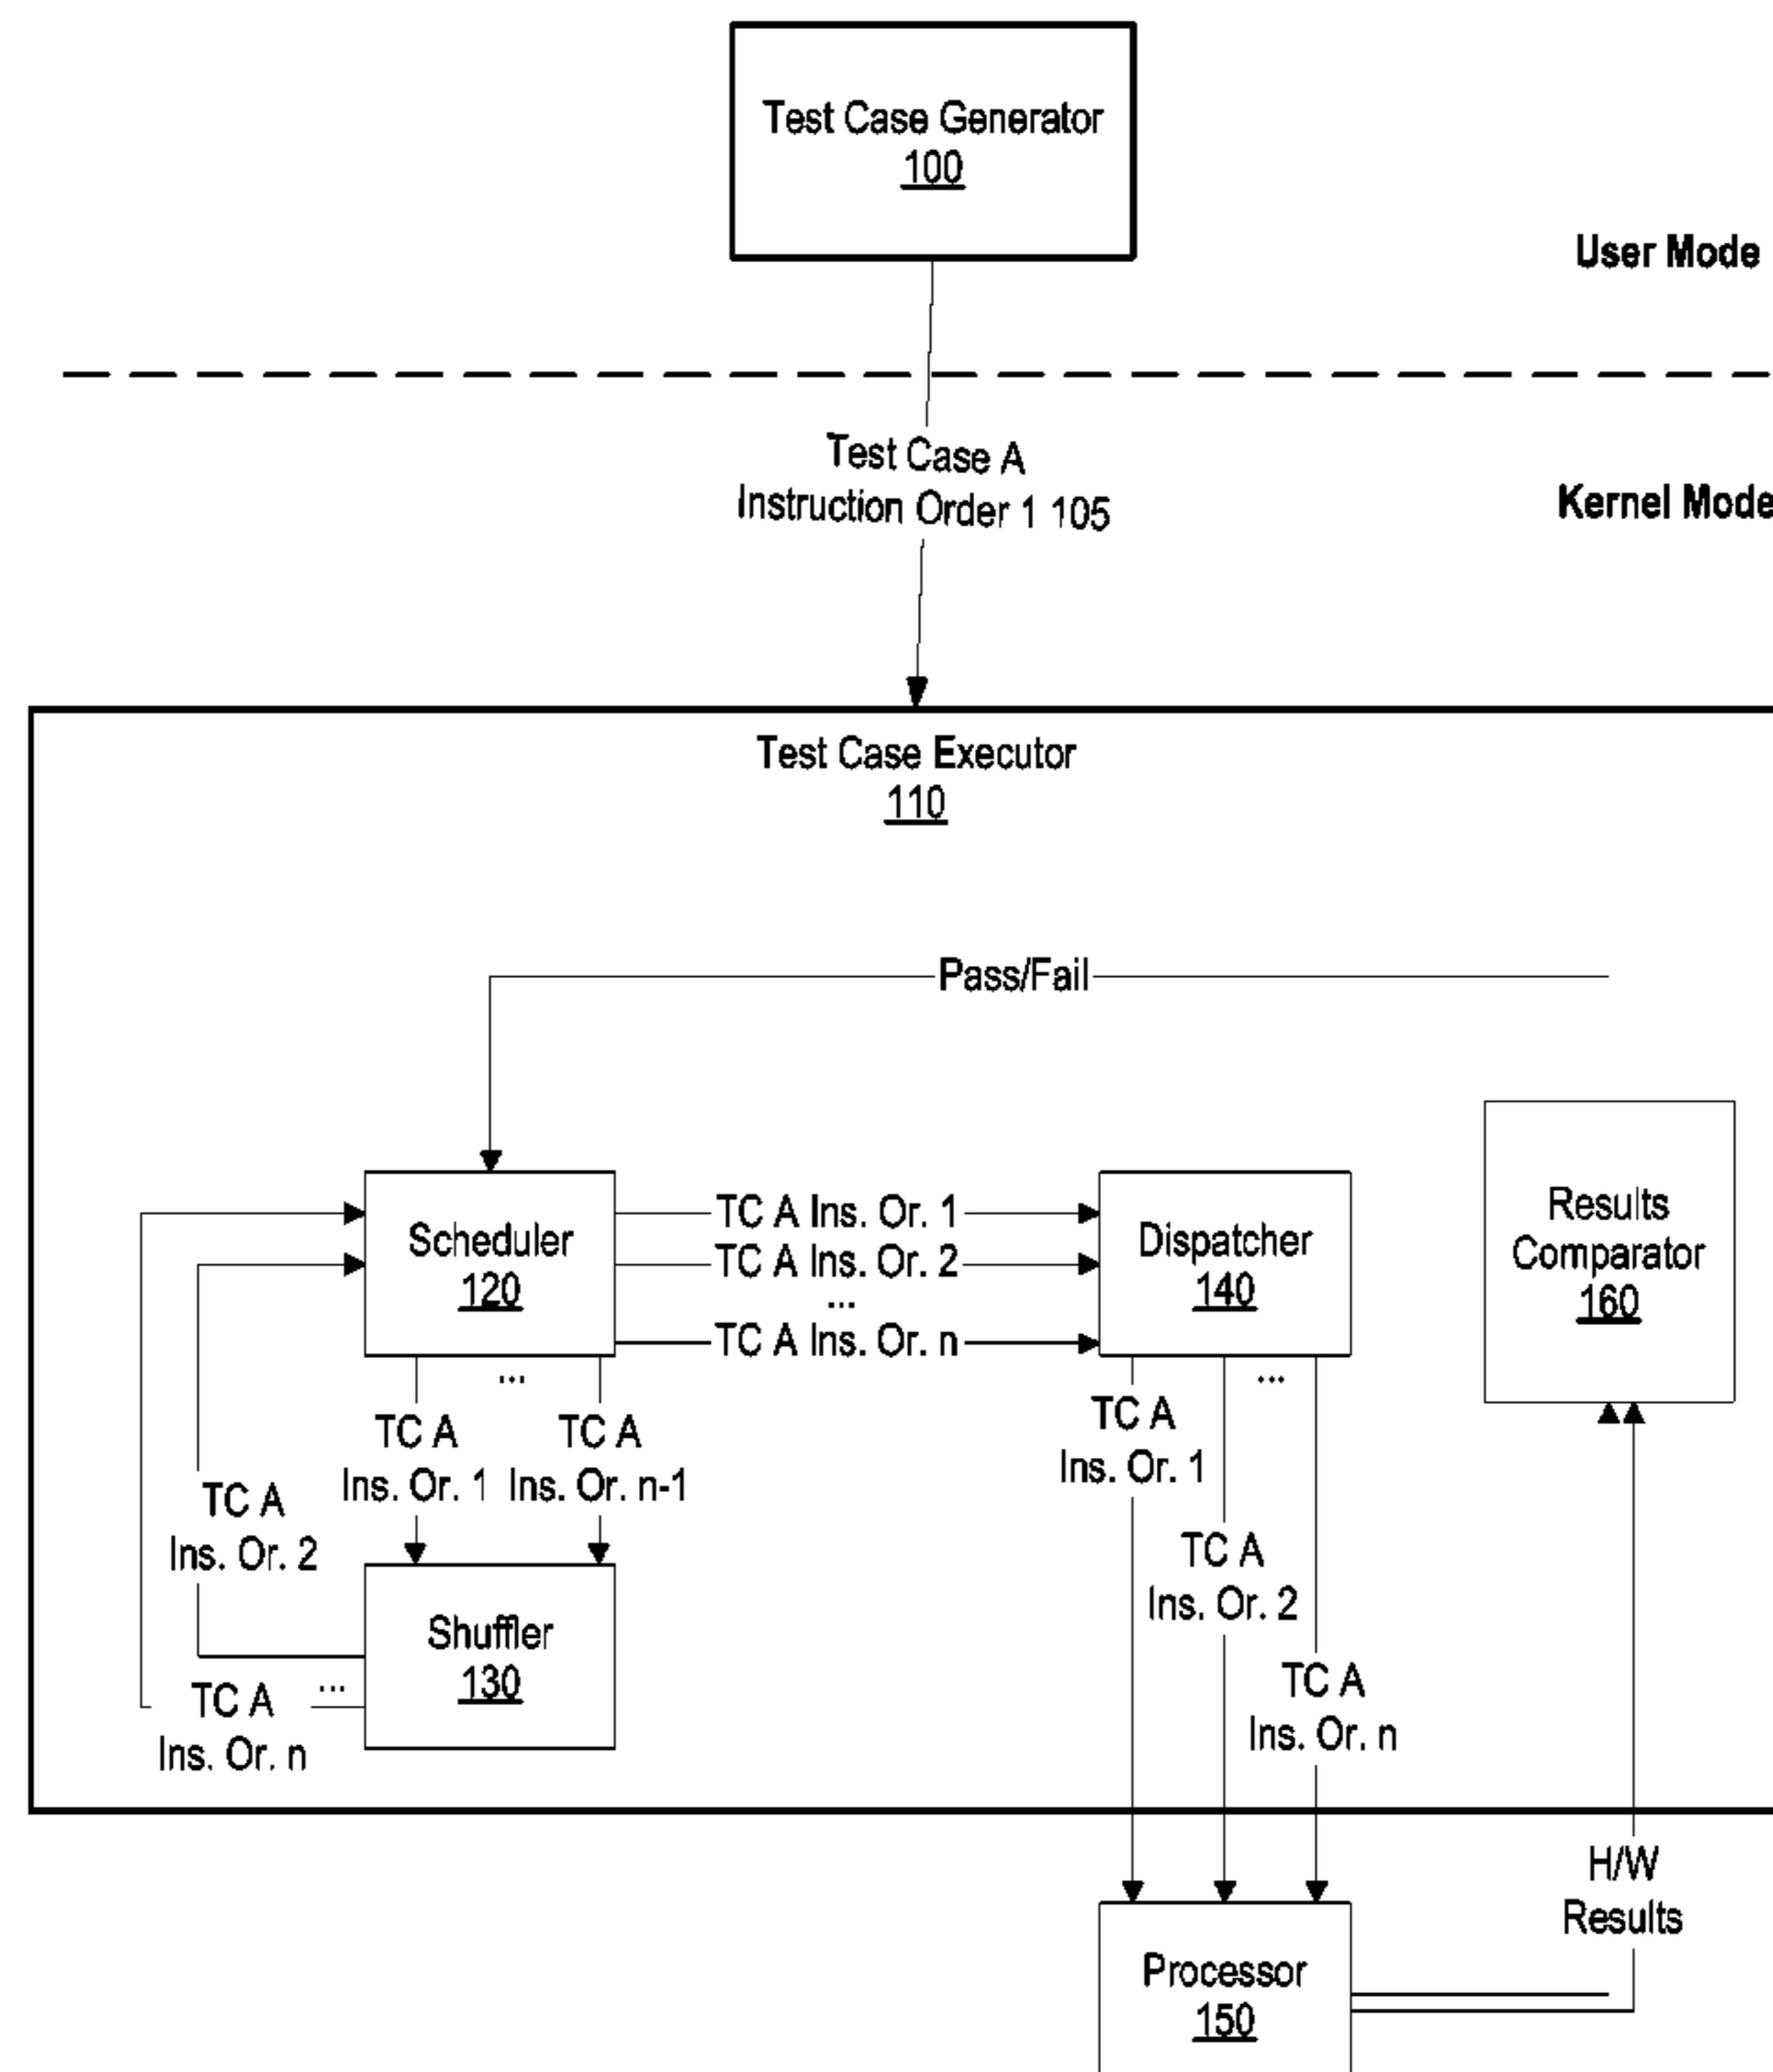 Test Case Generator
100
User Mode
Test Case A
Instruction Order 1 105
Kernel Mode
Test Case Executor
110
Pass/Fail
Scheduler
120
TC A Ins. Or. 1
TC A Ins. Or. 2
...
TC A Ins. Or. n
Dispatcher
140
Results
Comparator
160
...
TC A
Ins. Or. 1
TC A
Ins. Or. n-1
TC A
Ins. Or. 2
Shuffler
130
...
TC A
Ins. Or. n
...
TC A
Ins. Or. 1
TC A
Ins. Or. 2
TC A
Ins. Or. n
H/W
Results
Processor
150